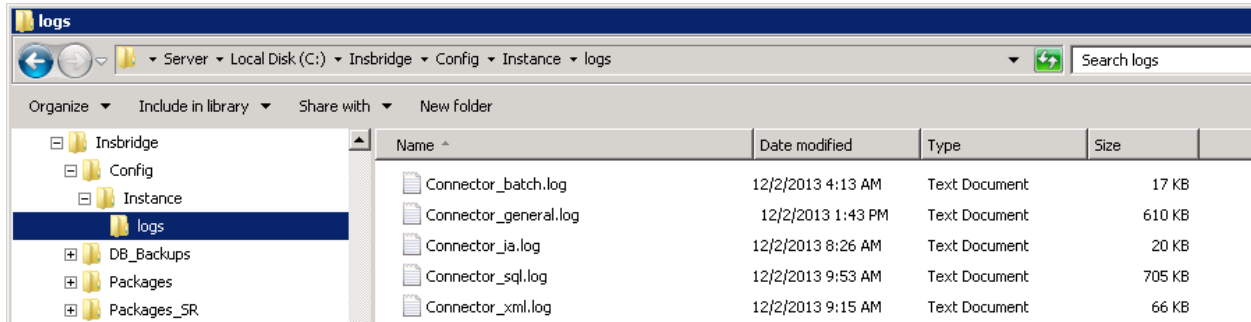 logs
Server Local Disk (C:) Insbridge Config Instance logs Search logs
Organize Include in library Share with New folder
Insbridge
Config
Instance
logs
DB_Backups
Packages
Packages_SR
Name Date modified Type Size
Connector_batch.log 12/2/2013 4:13 AM Text Document 17 KB
Connector_general.log 12/2/2013 1:43 PM Text Document 610 KB
Connector_ia.log 12/2/2013 8:26 AM Text Document 20 KB
Connector_sql.log 12/2/2013 9:53 AM Text Document 705 KB
Connector_xml.log 12/2/2013 9:15 AM Text Document 66 KB